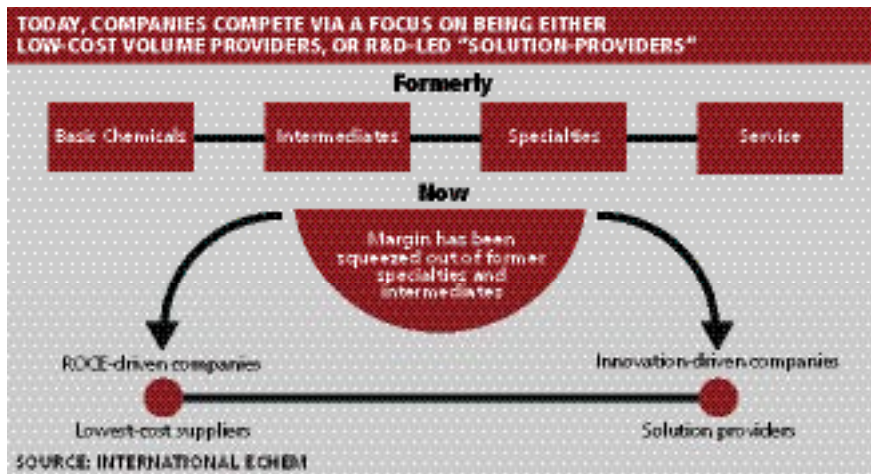 TODAY, COMPANIES COMPETE VIA A FOCUS ON BEING EITHER
LOW-COST VOLUME PROVIDERS, OR R&D-LED "SOLUTION-PROVIDERS"
Formerly
Basic Chemicals
Intermediates
Specialties
Service
Now
Margin has been
squeezed out of former
specialties and
intermediates
ROCE-driven companies
Innovation-driven companies
Lowest-cost suppliers
Solution providers
SOURCE: INTERNATIONAL ECHEM